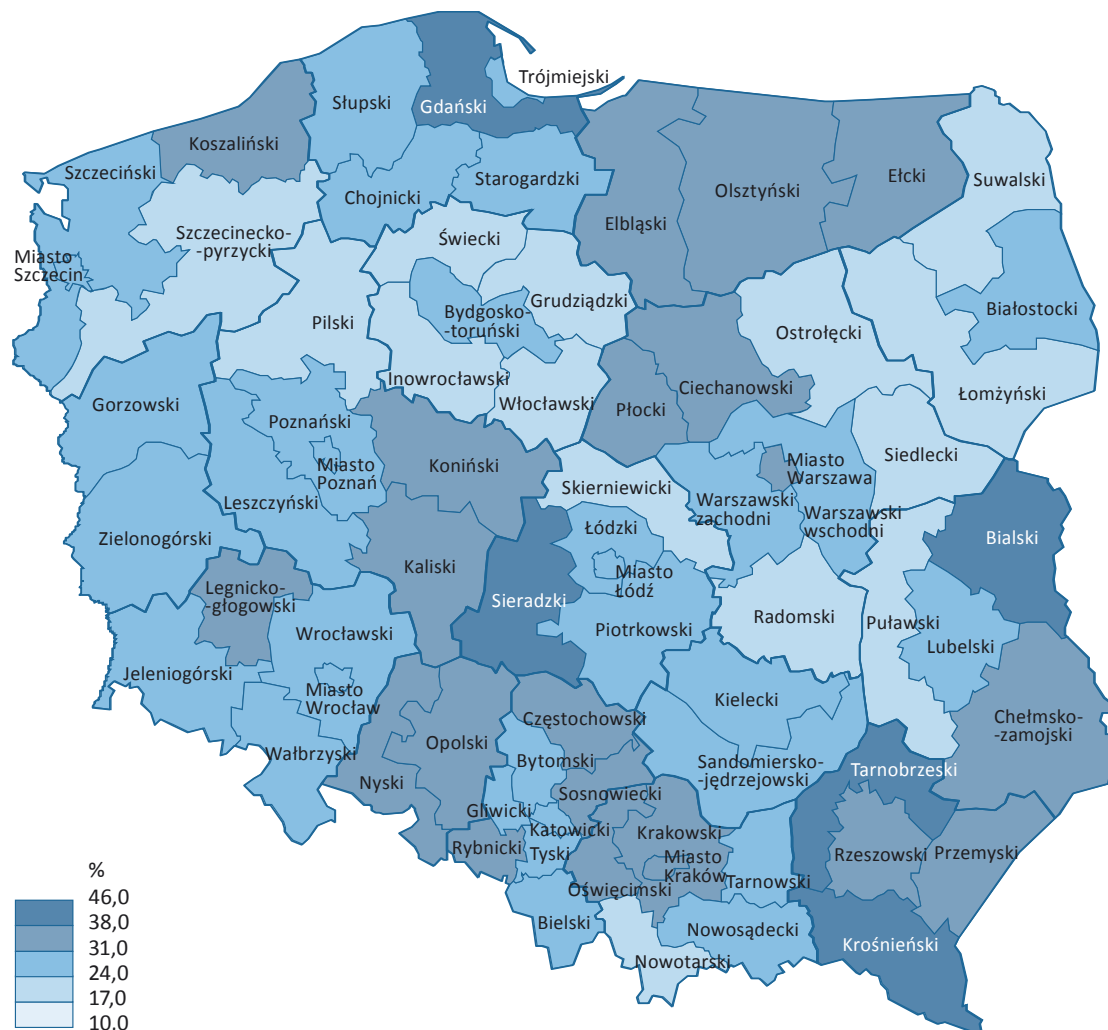 Trójmiejski
Słupski
Gdański
Koszaliński
Szczeciński
Chojnicki
Starogardzki
Olsztyński
Ełcki
Suwalski
Elbląski
Szczecinecko-
-pyrzycki
Świecki
Miasto
Szczecin
Grudziądzki
Bydgosko-
-toruński
Pilski
Ostrołęcki
Białostocki
Inowrocławski
Włocławski
Płocki
Ciechanowski
Łomżyński
Gorzowski
Poznański
Miasto
Poznań
Koniński
Miasto
Warszawa
Siedlecki
Skierniewicki
Warszawski
zachodni
Leszczyński
Warszawski
wschodni
Zielonogórski
Łódzki
Bialski
Kaliski
Miasto
Łódź
Legnicko-
-głogowski
Sieradzki
Radomski
Puławski
Wrocławski
Piotrkowski
Lubelski
Jeleniogórski
Miasto
Wrocław
Kielecki
Częstochowski
Chełmsko-
-zamojski
Wałbrzyski
Opolski
Bytomski
Sandomiersko-
-jędrzejowski
Tarnobrzeski
Nyski
Sosnowiecki
Gliwicki
Katowicki
Krakowski
Rybnicki
Tyski
Miasto
Kraków
Rzeszowski
Przemyski
Oświęcimski
Tarnowski
Bielski
Nowosądecki
Krośnieński
Nowotarski
%
46,0
38,0
31,0
24,0
17,0
10,0